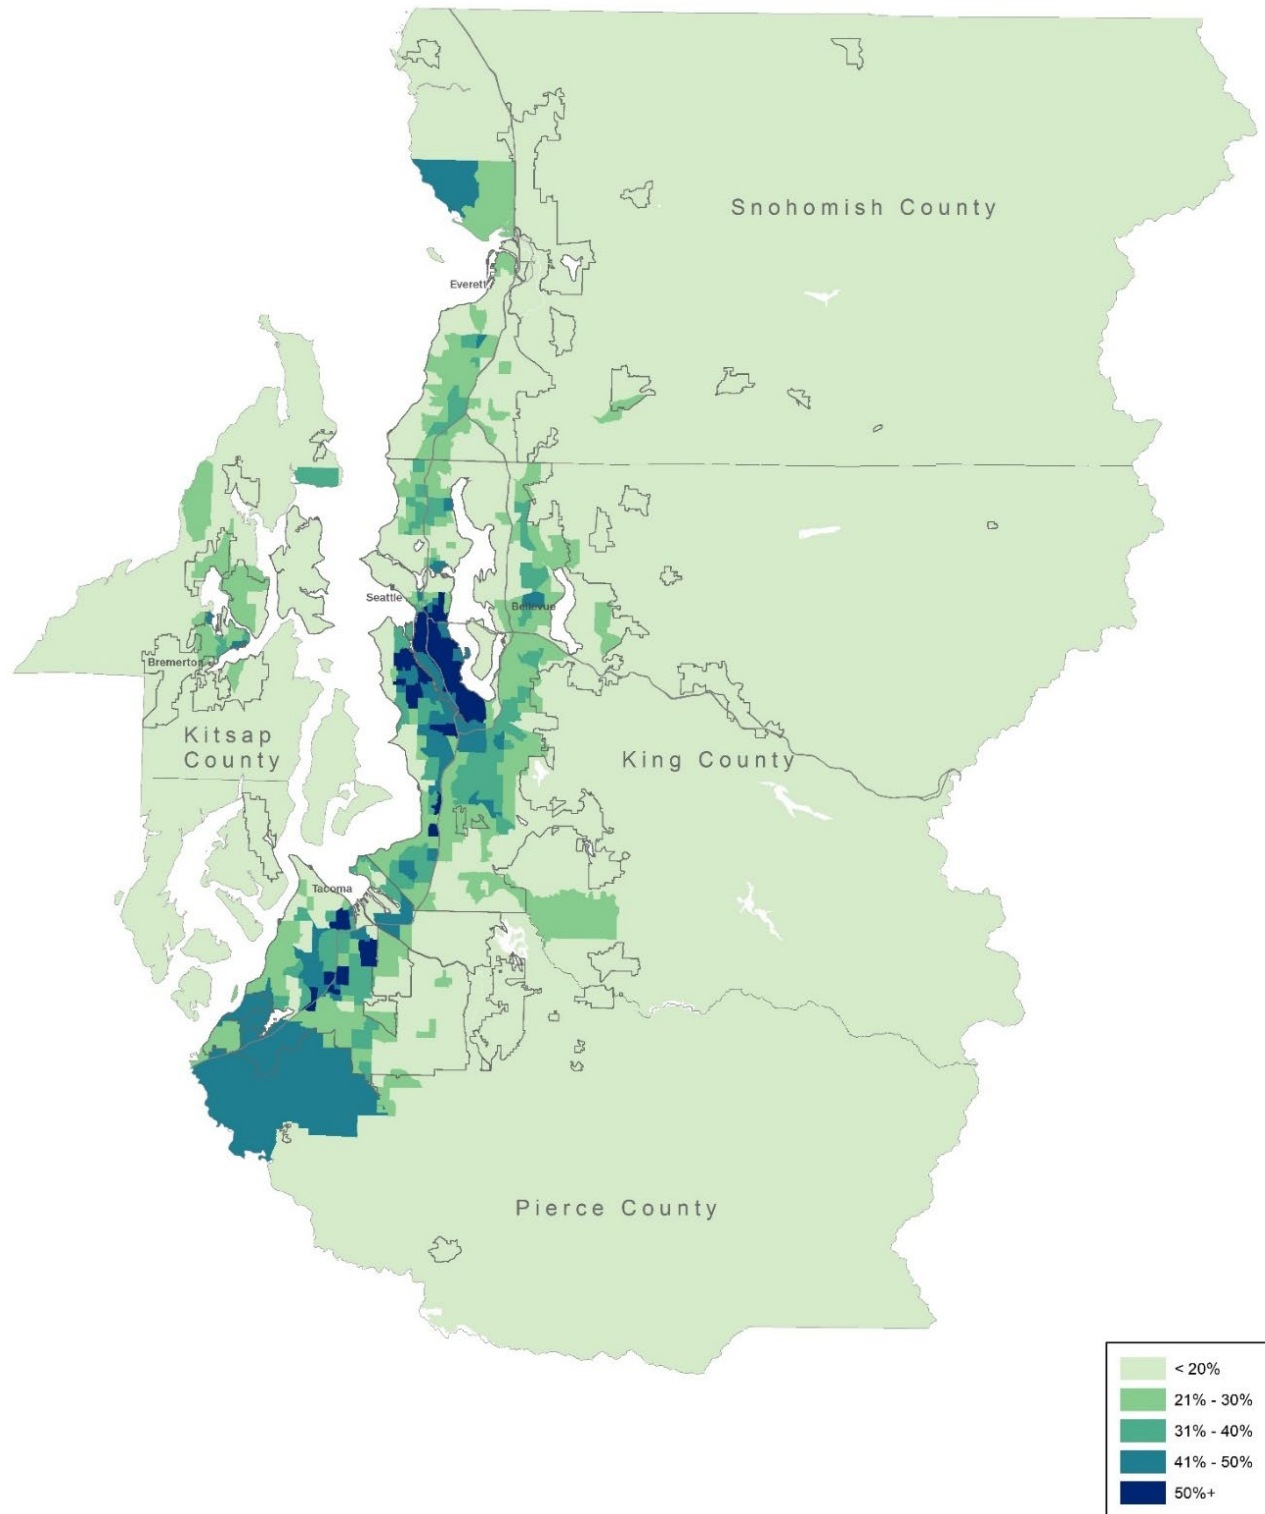 Snohomish County
Everett
Seattle
Bellevue
Bremerton
Kitsap
County
King County
Tacoma
Pierce County
< 20%
21% - 30%
31% - 40%
41% - 50%
50%+